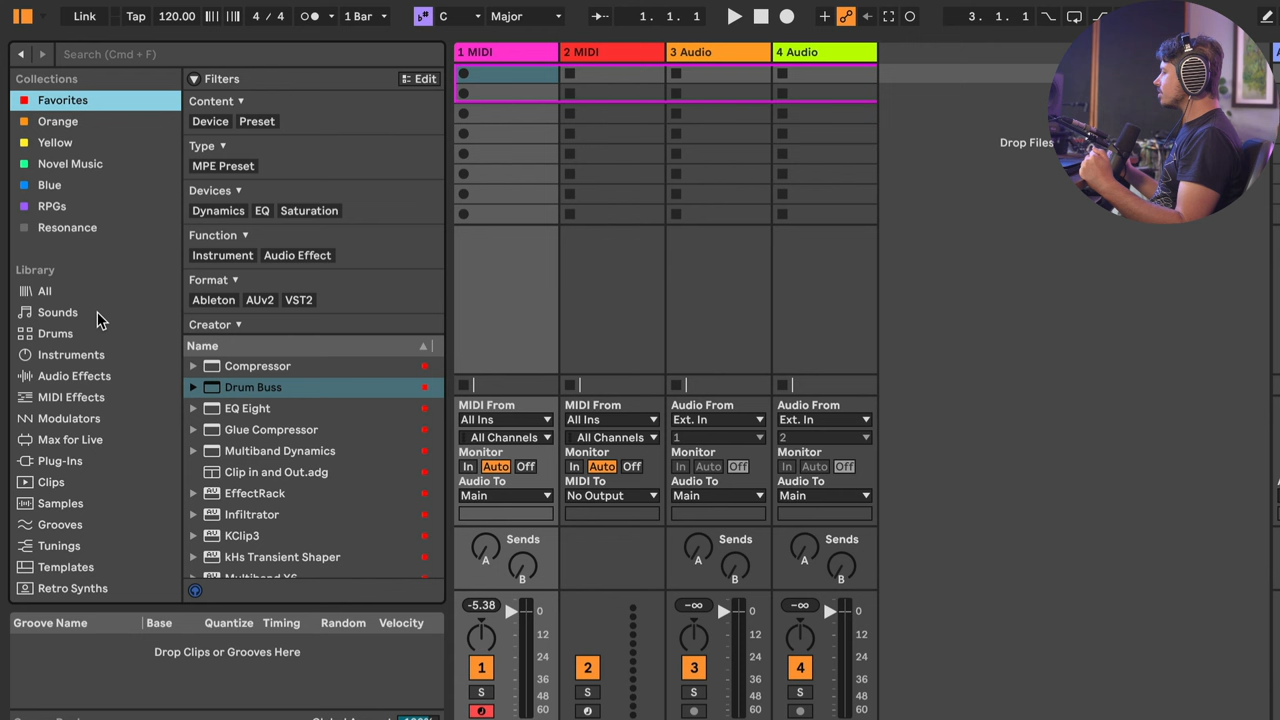 Link Tap 120.00 4 / 4 1 Bar C Major 1. 1. 1 3. 1. 1
Search (Cmd + F)
Collections
Favorites
Orange
Yellow
Novel Music
Blue
RPGs
Resonance
Library
All
Sounds
Drums
Instruments
Audio Effects
MIDI Effects
Modulators
Max for Live
Plug-Ins
Clips
Samples
Grooves
Tunings
Templates
Retro Synths
Filters Edit
Content
Device Preset
Type
MPE Preset
Devices
Dynamics EQ Saturation
Function
Instrument Audio Effect
Format
Ableton AUv2 VST2
Creator
Name
Compressor
Drum Buss
EQ Eight
Glue Compressor
Multiband Dynamics
Clip in and Out.adg
EffectRack
Infiltrator
KClip3
kHs Transient Shaper
Groove Name Base Quantize Timing Random Velocity
Drop Clips or Grooves Here
1 MIDI 2 MIDI 3 Audio 4 Audio
Drop Files
MIDI From MIDI From Audio From Audio From
All Ins All Ins Ext. In Ext. In
All Channels All Channels 1 2
Monitor Monitor Monitor Monitor
In Auto Off In Auto Off In Auto Off In Auto Off
Audio To MIDI To Audio To Audio To
Main No Output Main Main
Sends Sends Sends
A A A
B B B
-5.38 0 -∞ 0 -∞ 0
12 12 12
24 24 24
1 2 3 4
36 36 36
S S S S
48 48 48
60 60 60